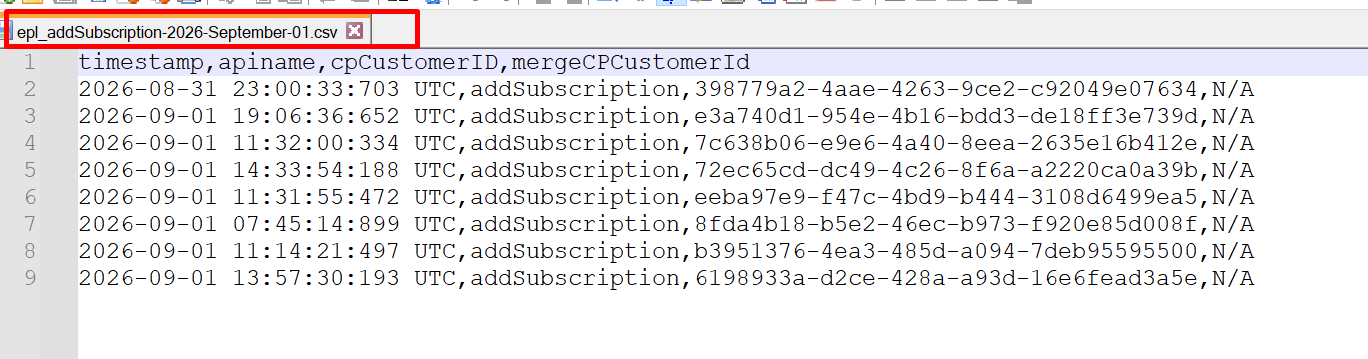 epl_addSubscription-2026-September-01.csv
1 timestamp,apiname,cpCustomerID,mergeCPCustomerId
2 2026-08-31 23:00:33:703 UTC,addSubscription,398779a2-4aae-4263-9ce2-c92049e07634,N/A
3 2026-09-01 19:06:36:652 UTC,addSubscription,e3a740d1-954e-4b16-bdd3-de18ff3e739d,N/A
4 2026-09-01 11:32:00:334 UTC,addSubscription,7c638b06-e9e6-4a40-8eea-2635e16b412e,N/A
5 2026-09-01 14:33:54:188 UTC,addSubscription,72ec65cd-dc49-4c26-8f6a-a2220ca0a39b,N/A
6 2026-09-01 11:31:55:472 UTC,addSubscription,eeba97e9-f47c-4bd9-b444-3108d6499ea5,N/A
7 2026-09-01 07:45:14:899 UTC,addSubscription,8fda4b18-b5e2-46ec-b973-f920e85d008f,N/A
8 2026-09-01 11:14:21:497 UTC,addSubscription,b3951376-4ea3-485d-a094-7deb95595500,N/A
9 2026-09-01 13:57:30:193 UTC,addSubscription,6198933a-d2ce-428a-a93d-16e6fead3a5e,N/A